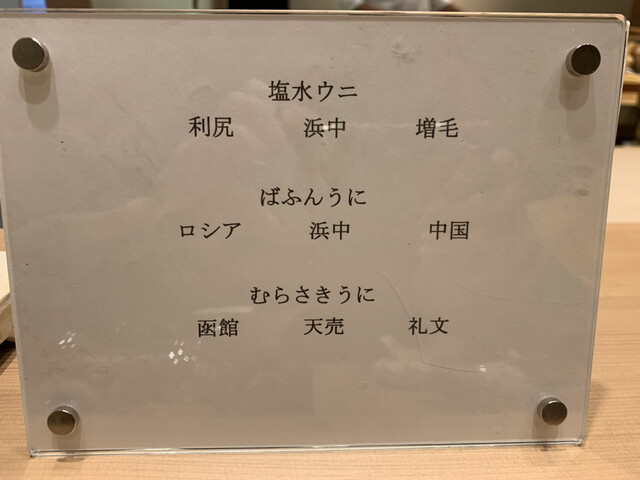 塩水ウニ
利尻 浜中 増毛
ばふんうに
ロシア 浜中 中国
むらさきうに
函館 天売 礼文